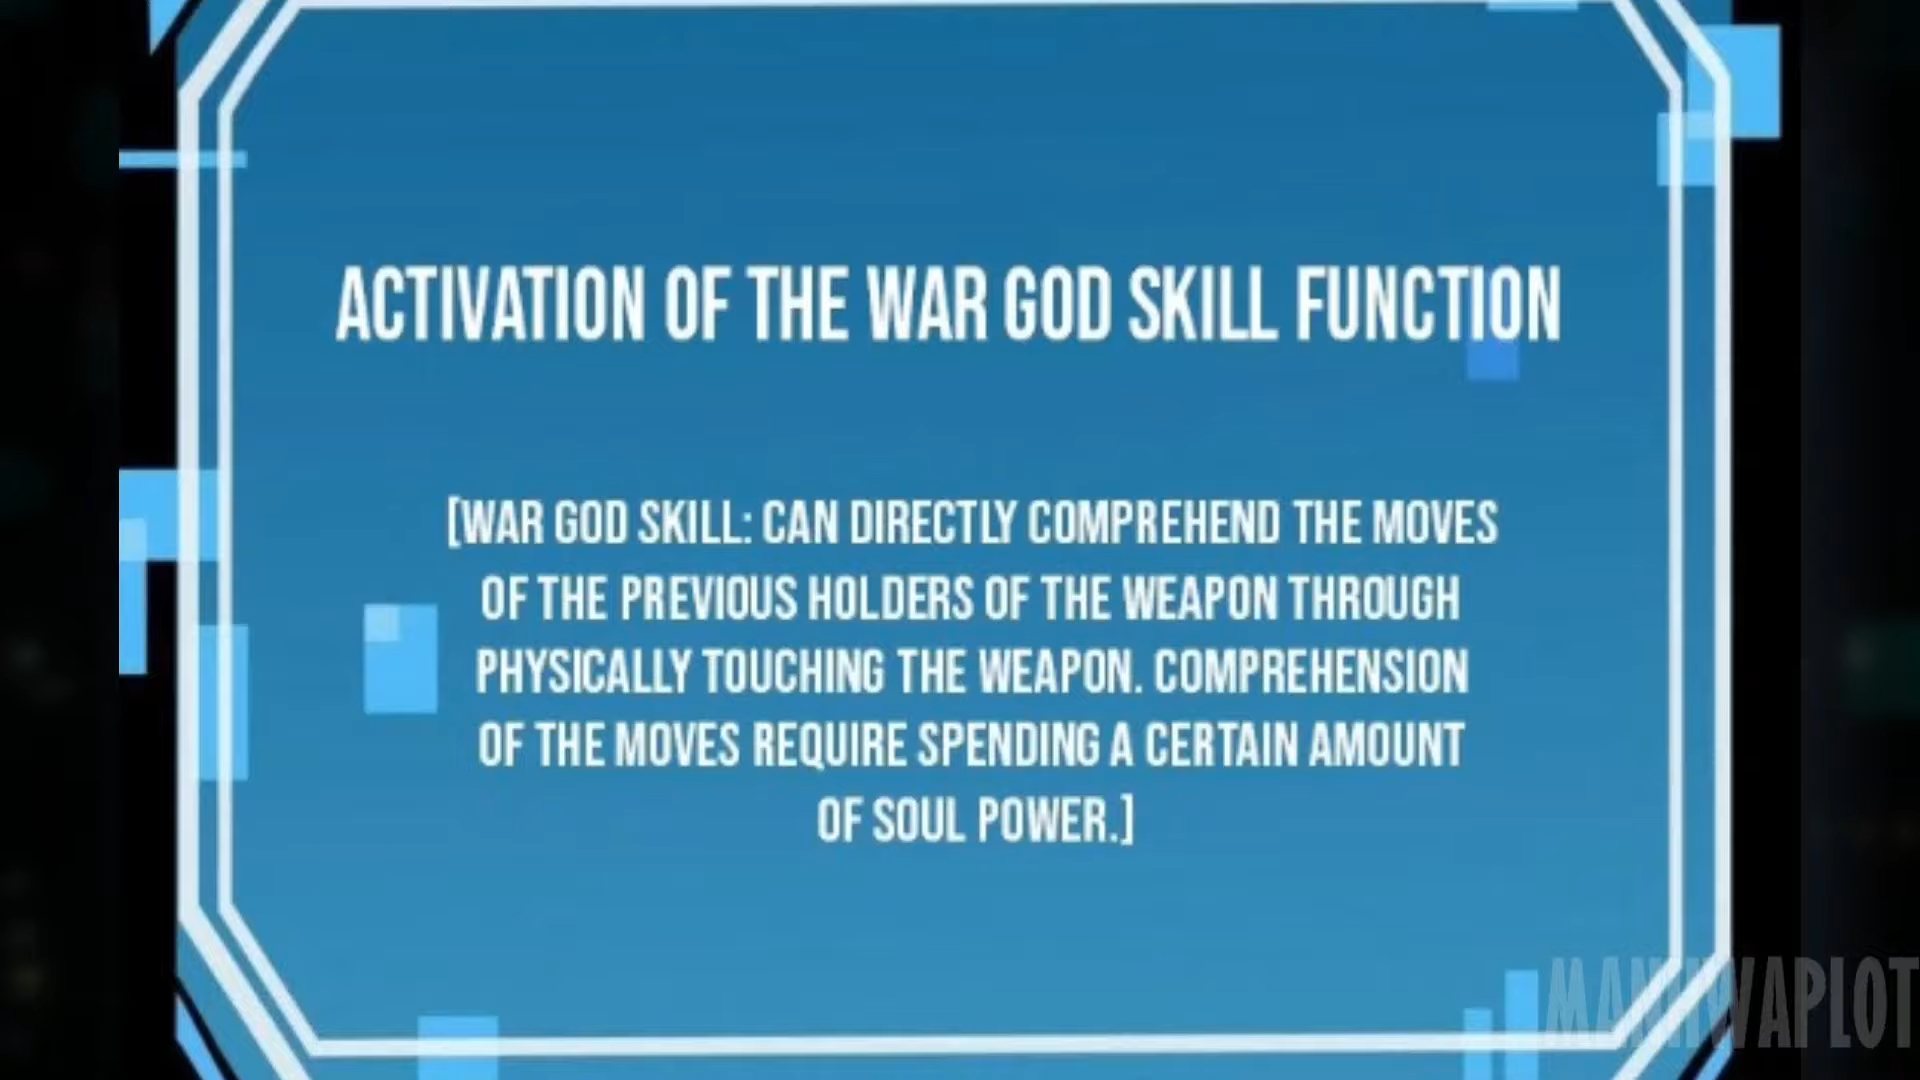 ACTIVATION OF THE WAR GOD SKILL FUNCTION
[WAR GOD SKILL: CAN DIRECTLY COMPREHEND THE MOVES
OF THE PREVIOUS HOLDERS OF THE WEAPON THROUGH
PHYSICALLY TOUCHING THE WEAPON. COMPREHENSION
OF THE MOVES REQUIRE SPENDING A CERTAIN AMOUNT
OF SOUL POWER.]
MANHWAPLOT